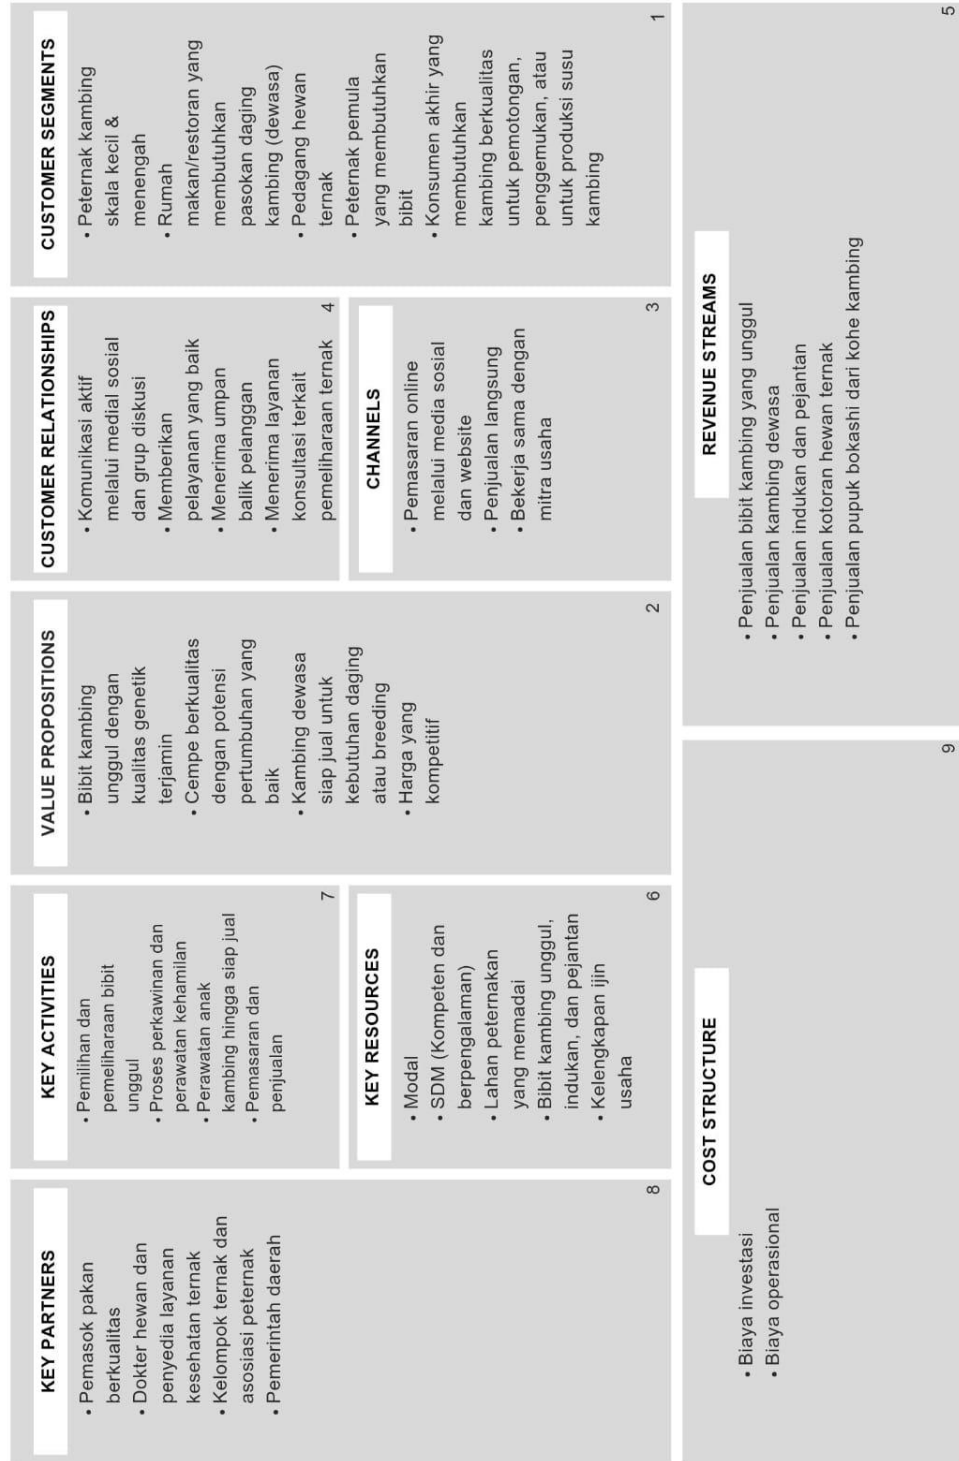 KEY PARTNERS
• Pemasok pakan
berkualitas
• Dokter hewan dan
penyedia layanan
kesehatan ternak
• Kelompok ternak dan
asosiasi peternak
• Pemerintah daerah
8
KEY ACTIVITIES
• Pemilihan dan
pemeliharaan bibit
unggul
• Proses perkawinan dan
perawatan kehamilan
• Perawatan anak
kambing hingga siap jual
• Pemasaran dan
penjualan
7
KEY RESOURCES
• Modal
• SDM (Kompeten dan
berpengalaman)
• Lahan peternakan
yang memadai
• Bibit kambing unggul,
indukan, dan pejantan
• Kelengkapan ijin
usaha
6
VALUE PROPOSITIONS
• Bibit kambing
unggul dengan
kualitas genetik
terjamin
• Cempe berkualitas
dengan potensi
pertumbuhan yang
baik
• Kambing dewasa
siap jual untuk
kebutuhan daging
atau breeding
• Harga yang
kompetitif
2
CUSTOMER RELATIONSHIPS
• Komunikasi aktif
melalui medial sosial
dan grup diskusi
• Memberikan
pelayanan yang baik
• Menerima umpan
balik pelanggan
• Menerima layanan
konsultasi terkait
pemeliharaan ternak
4
CHANNELS
• Pemasaran online
melalui media sosial
dan website
• Penjualan langsung
• Bekerja sama dengan
mitra usaha
3
CUSTOMER SEGMENTS
• Peternak kambing
skala kecil &
menengah
• Rumah
makan/restoran yang
membutuhkan
pasokan daging
kambing (dewasa)
• Pedagang hewan
ternak
• Peternak pemula
yang membutuhkan
bibit
• Konsumen akhir yang
membutuhkan
kambing berkualitas
untuk pemotongan,
penggemukan, atau
untuk produksi susu
kambing
1
COST STRUCTURE
• Biaya investasi
• Biaya operasional
9
REVENUE STREAMS
• Penjualan bibit kambing yang unggul
• Penjualan kambing dewasa
• Penjualan indukan dan pejantan
• Penjualan kotoran hewan ternak
• Penjualan pupuk bokashi dari kohe kambing
5